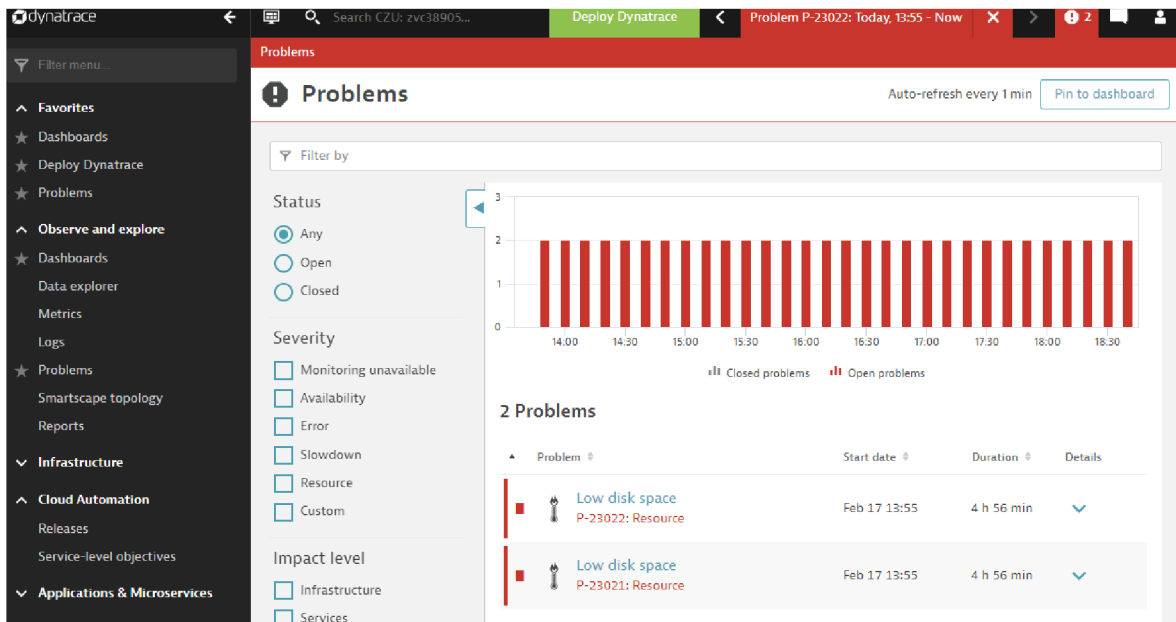 dynatrace
Search CZU: zvc38905...
Deploy Dynatrace
Problem P-23022: Today, 13:55 - Now
2
Filter menu...
Favorites
Dashboards
Deploy Dynatrace
Problems
Observe and explore
Dashboards
Data explorer
Metrics
Logs
Problems
Smartscape topology
Reports
Infrastructure
Cloud Automation
Releases
Service-level objectives
Applications & Microservices
Problems
Problems
Auto-refresh every 1 min
Pin to dashboard
Filter by
Status
Any
Open
Closed
Severity
Monitoring unavailable
Availability
Error
Slowdown
Resource
Custom
Impact level
Infrastructure
Services
3
2
1
0
14:00 14:30 15:00 15:30 16:00 16:30 17:00 17:30 18:00 18:30
Closed problems Open problems
2 Problems
Problem Start date Duration Details
Low disk space
P-23022: Resource
Feb 17 13:55 4 h 56 min
Low disk space
P-23021: Resource
Feb 17 13:55 4 h 56 min